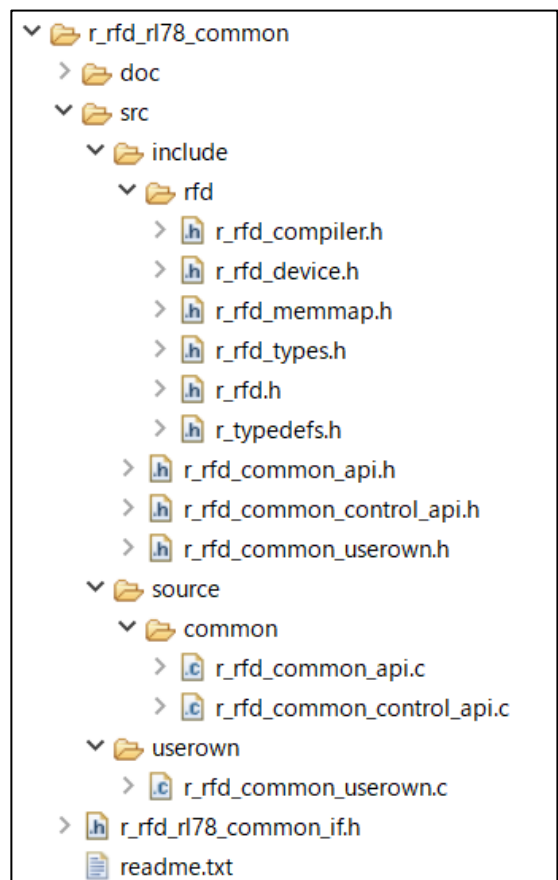 r_rfd_rl78_common
doc
src
include
rfd
r_rfd_compiler.h
r_rfd_device.h
r_rfd_memmap.h
r_rfd_types.h
r_rfd.h
r_typedefs.h
r_rfd_common_api.h
r_rfd_common_control_api.h
r_rfd_common_userown.h
source
common
r_rfd_common_api.c
r_rfd_common_control_api.c
userown
r_rfd_common_userown.c
r_rfd_rl78_common_if.h
readme.txt